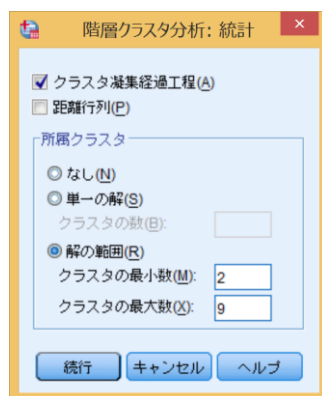 階層クラスタ分析: 統計
クラスタ凝集経過工程(A)
距離行列(P)
所属クラスタ
なし(N)
単一の解(S)
クラスタの数(B):
解の範囲(R)
クラスタの最小数(M): 2
クラスタの最大数(X): 9
続行 キャンセル ヘルプ